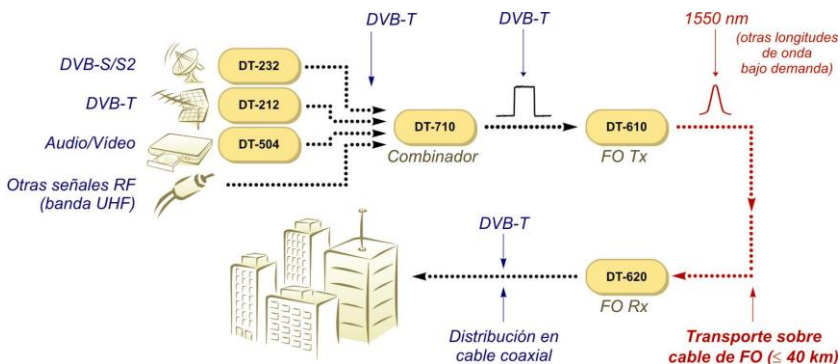 DVB-T
DVB-T
1550 nm
(otras longitudes
de onda
bajo demanda)
DVB-S/S2
DT-232
DVB-T
DT-212
Audio/Vídeo
DT-504
DT-710
Combinador
DT-610
FO Tx
Otras señales RF
(banda UHF)
DVB-T
DT-620
FO Rx
Distribución en
cable coaxial
Transporte sobre
cable de FO (≤ 40 km)